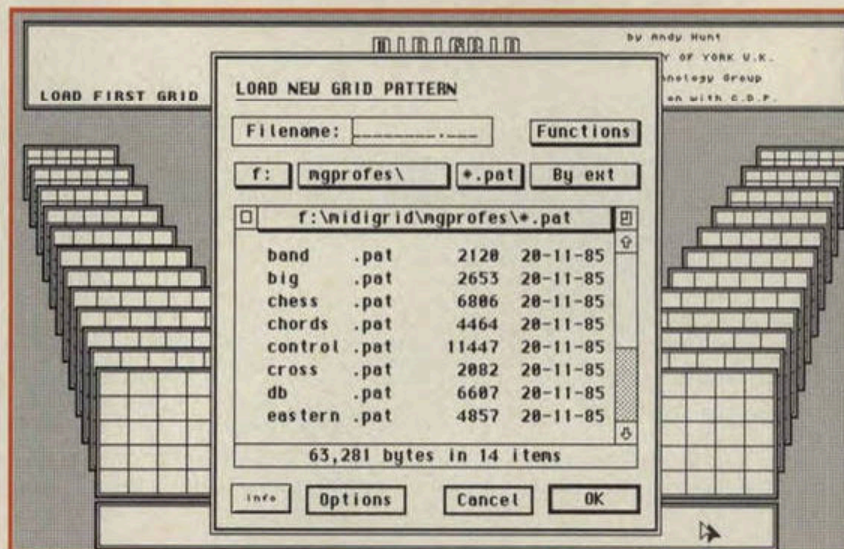 MIDIGRID
by Andy Hunt
Y OF YORK U.K.
hnology Group
on with C.D.P.
LOAD FIRST GRID
LOAD NEW GRID PATTERN
Filename: ________.___
Functions
f: mgprofes\ *.pat By ext
f:\midigrid\mgprofes\*.pat
band .pat 2120 20-11-85
big .pat 2653 20-11-85
chess .pat 6806 20-11-85
chords .pat 4464 20-11-85
control .pat 11447 20-11-85
cross .pat 2082 20-11-85
db .pat 6607 20-11-85
eastern .pat 4857 20-11-85
63,281 bytes in 14 items
Info Options Cancel OK